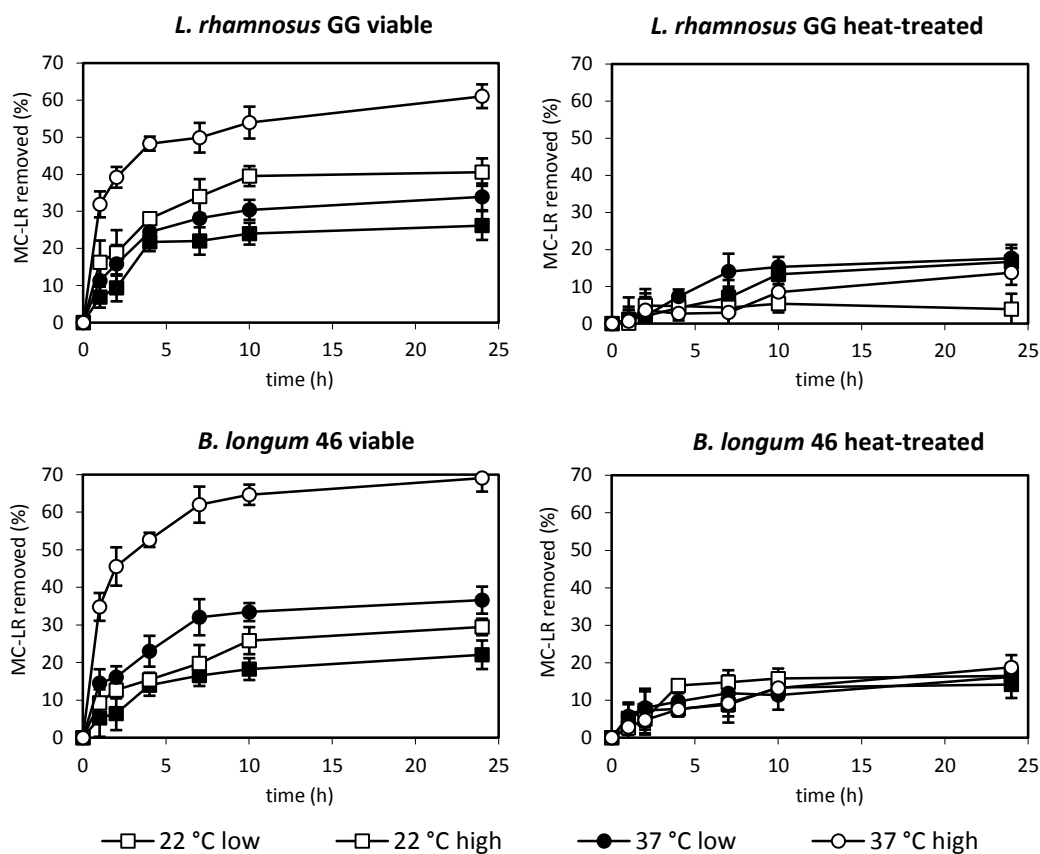 L. rhamnosus GG viable
L. rhamnosus GG heat-treated
MC-LR removed (%)
70
60
50
40
30
20
10
0
0 5 10 15 20 25
time (h)
MC-LR removed (%)
70
60
50
40
30
20
10
0
0 5 10 15 20 25
time (h)
B. longum 46 viable
B. longum 46 heat-treated
MC-LR removed (%)
70
60
50
40
30
20
10
0
0 5 10 15 20 25
time (h)
MC-LR removed (%)
70
60
50
40
30
20
10
0
0 5 10 15 20 25
time (h)
22 °C low 22 °C high 37 °C low 37 °C high